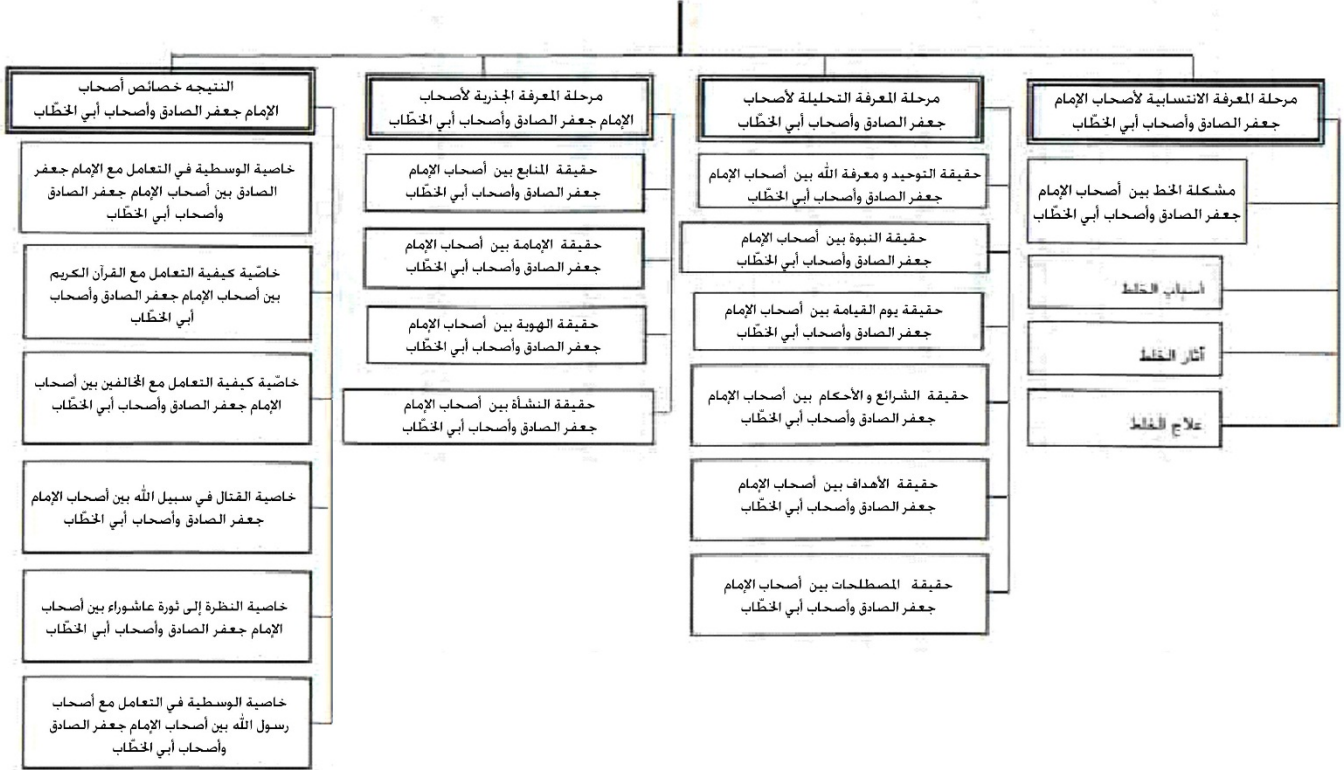 مرحلة المعرفة الانتسابية لأصحاب الإمام
جعفر الصادق وأصحاب أبي الخطّاب
مشكلة الخط بين أصحاب الإمام
جعفر الصادق وأصحاب أبي الخطّاب
أسباب الخلط
آثار الخلط
علاج الخلط
مرحلة المعرفة التحليلة لأصحاب
جعفر الصادق وأصحاب أبي الخطّاب
حقيقة التوحيد و معرفة الله بين أصحاب الإمام
جعفر الصادق وأصحاب أبي الخطّاب
حقيقة النبوة بين أصحاب الإمام
جعفر الصادق وأصحاب أبي الخطّاب
حقيقة يوم القيامة بين أصحاب الإمام
جعفر الصادق وأصحاب أبي الخطّاب
حقيقة الشرائع و الأحكام بين أصحاب الإمام
جعفر الصادق وأصحاب أبي الخطّاب
حقيقة الأهداف بين أصحاب الإمام
جعفر الصادق وأصحاب أبي الخطّاب
حقيقة المصطلحات بين أصحاب الإمام
جعفر الصادق وأصحاب أبي الخطّاب
مرحلة المعرفة الجذرية لأصحاب
الإمام جعفر الصادق وأصحاب أبي الخطّاب
حقيقة المنابع بين أصحاب الإمام
جعفر الصادق وأصحاب أبي الخطّاب
حقيقة الإمامة بين أصحاب الإمام
جعفر الصادق وأصحاب أبي الخطّاب
حقيقة الهوية بين أصحاب الإمام
جعفر الصادق وأصحاب أبي الخطّاب
حقيقة النشأة بين أصحاب الإمام
جعفر الصادق وأصحاب أبي الخطّاب
النتيجه خصائص أصحاب
الإمام جعفر الصادق وأصحاب أبي الخطّاب
خاصية الوسطية في التعامل مع الإمام جعفر
الصادق بين أصحاب الإمام جعفر الصادق
وأصحاب أبي الخطّاب
خاصّية كيفية التعامل مع القرآن الكريم
بين أصحاب الإمام جعفر الصادق وأصحاب
أبي الخطّاب
خاصّية كيفية التعامل مع المخالفين بين أصحاب
الإمام جعفر الصادق وأصحاب أبي الخطّاب
خاصية القتال في سبيل الله بين أصحاب الإمام
جعفر الصادق وأصحاب أبي الخطّاب
خاصية النظرة إلى ثورة عاشوراء بين أصحاب
الإمام جعفر الصادق وأصحاب أبي الخطّاب
خاصية الوسطية في التعامل مع أصحاب
رسول الله بين أصحاب الإمام جعفر الصادق
وأصحاب أبي الخطّاب